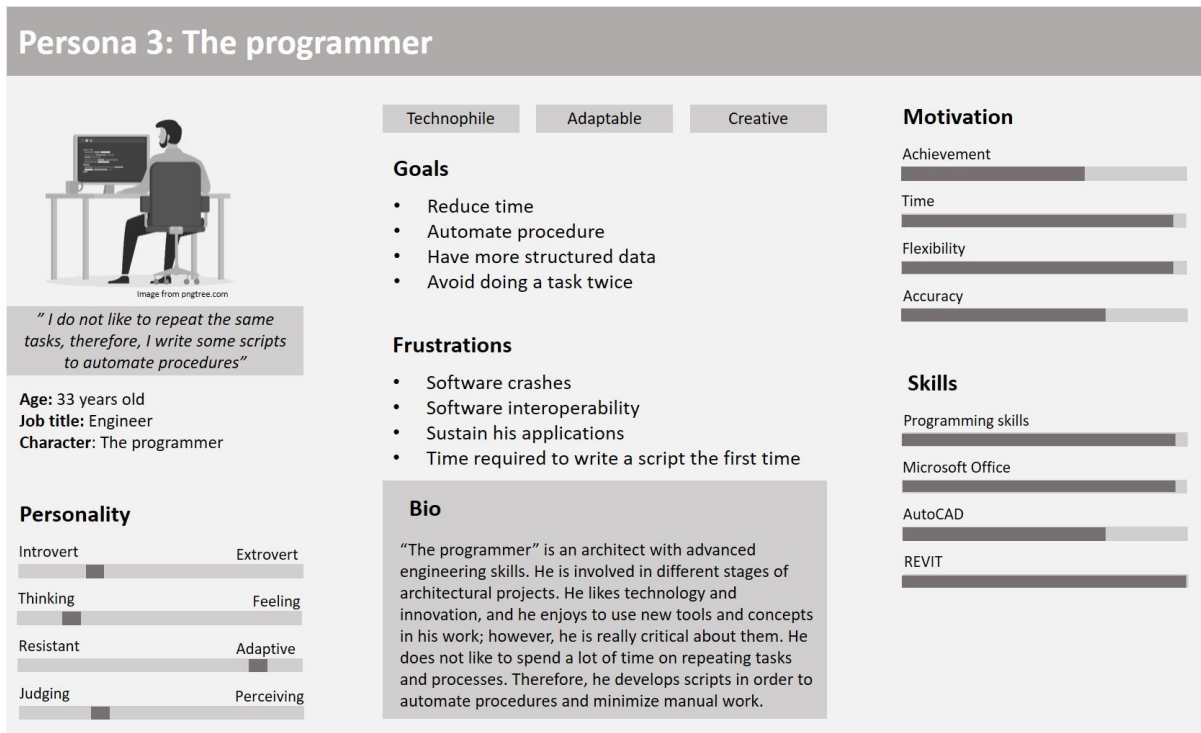 Persona 3: The programmer
Image from pngtree.com
” I do not like to repeat the same
tasks, therefore, I write some scripts
to automate procedures”
Age: 33 years old
Job title: Engineer
Character: The programmer
Personality
Introvert Extrovert
Thinking Feeling
Resistant Adaptive
Judging Perceiving
Technophile Adaptable Creative
Goals
• Reduce time
• Automate procedure
• Have more structured data
• Avoid doing a task twice
Frustrations
• Software crashes
• Software interoperability
• Sustain his applications
• Time required to write a script the first time
Bio
“The programmer” is an architect with advanced
engineering skills. He is involved in different stages of
architectural projects. He likes technology and
innovation, and he enjoys to use new tools and concepts
in his work; however, he is really critical about them. He
does not like to spend a lot of time on repeating tasks
and processes. Therefore, he develops scripts in order to
automate procedures and minimize manual work.
Motivation
Achievement
Time
Flexibility
Accuracy
Skills
Programming skills
Microsoft Office
AutoCAD
REVIT